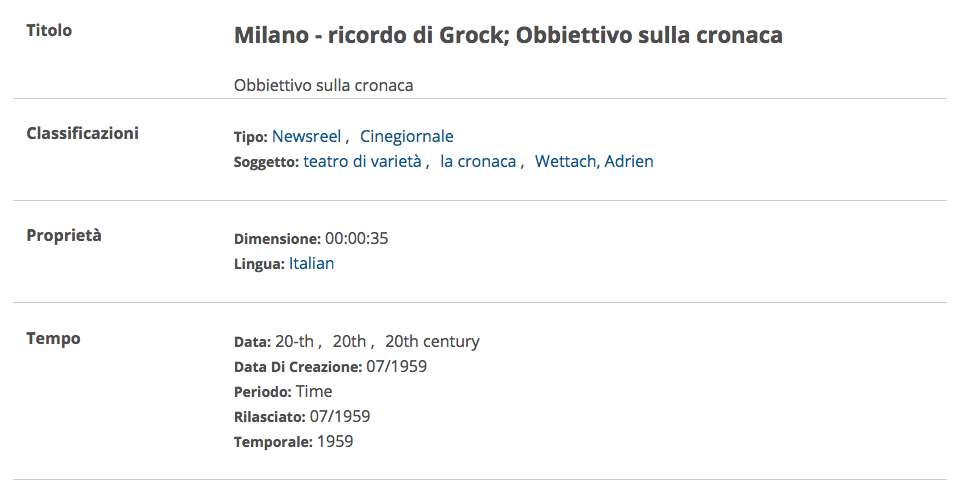 Titolo
Milano - ricordo di Grock; Obbiettivo sulla cronaca
Obbiettivo sulla cronaca
Classificazioni
Tipo: Newsreel , Cinegiornale
Soggetto: teatro di varietà , la cronaca , Wettach, Adrien
Proprietà
Dimensione: 00:00:35
Lingua: Italian
Tempo
Data: 20-th , 20th , 20th century
Data Di Creazione: 07/1959
Periodo: Time
Rilasciato: 07/1959
Temporale: 1959